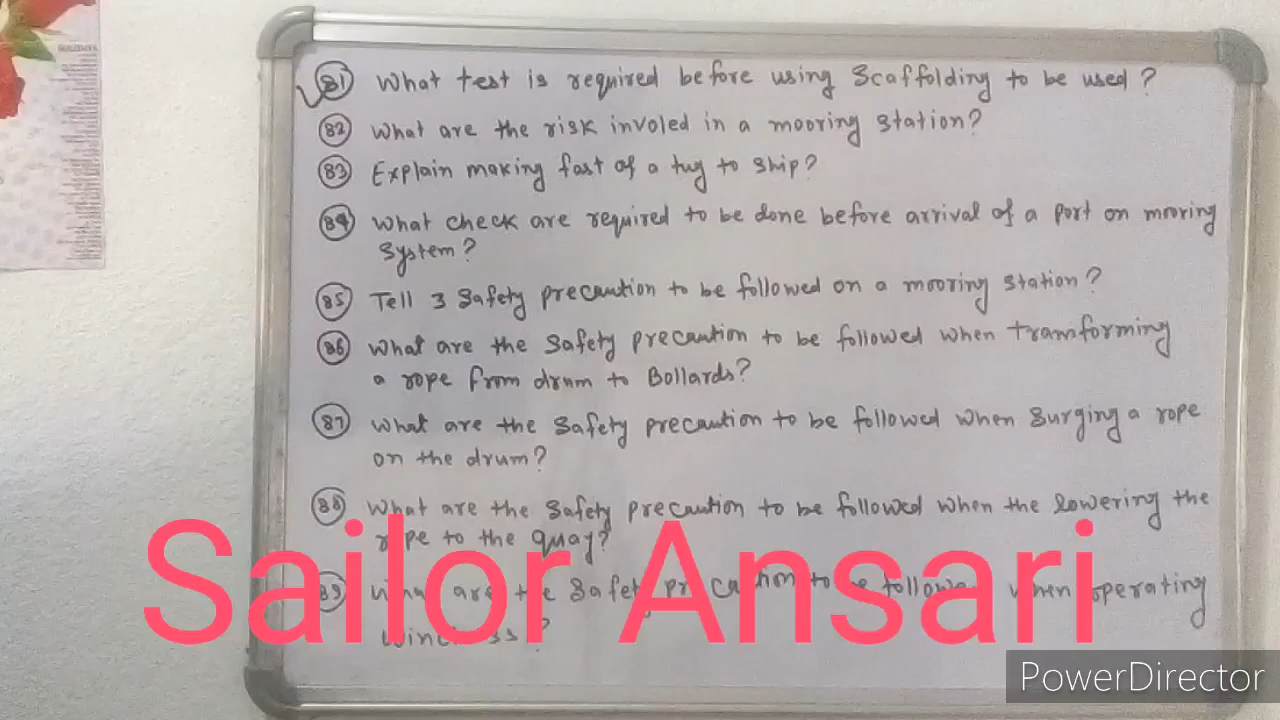 HOLIDAYS
81 What test is required before using Scaffolding to be used?
82 What are the risk involed in a mooring station?
83 Explain making fast of a tug to ship?
84 What check are required to be done before arrival of a port on mooring
system?
85 Tell 3 Safety precaution to be followed on a mooring station?
86 What are the safety precaution to be followed when transforming
a rope from drum to Bollards?
87 What are the safety precaution to be followed when surging a rope
on the drum?
88 What are the safety precaution to be followed when the lowering the
rope to the quay?
89 What are the safety precaution to be followed when operating
?
Sailor Ansari
PowerDirector